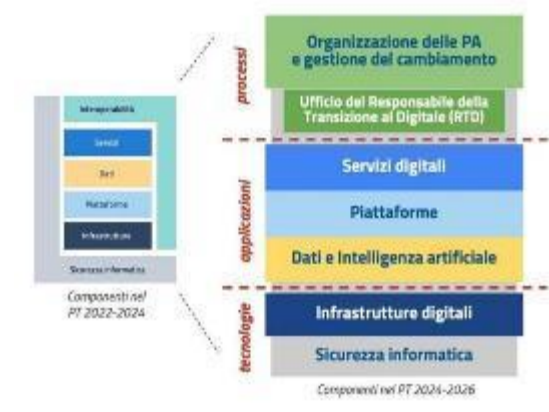 Interoperabilità
Servizi
Dati
Piattaforme
Infrastrutture
Sicurezza informatica
Componenti nel
PT 2022-2024
processi
Organizzazione delle PA
e gestione del cambiamento
Ufficio del Responsabile della
Transizione al Digitale (RTD)
applicazioni
Servizi digitali
Piattaforme
Dati e Intelligenza artificiale
tecnologie
Infrastrutture digitali
Sicurezza informatica
Componenti nel PT 2024-2026